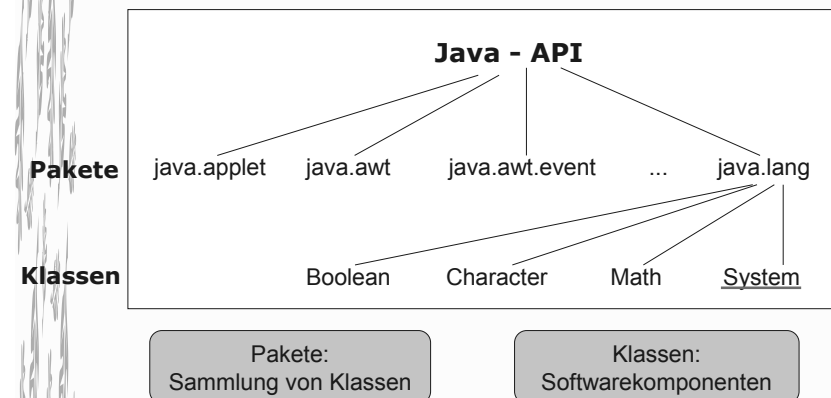 Java - API
Pakete java.applet java.awt java.awt.event ... java.lang
Klassen Boolean Character Math System
Pakete: Klassen:
Sammlung von Klassen Softwarekomponenten